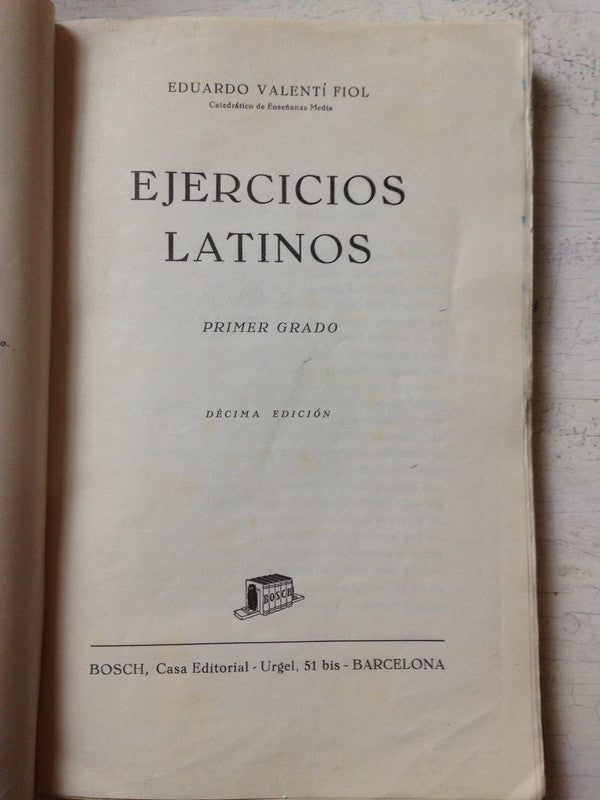 EDUARDO VALENTÍ FIOL
Catedrático de Enseñanza Media
EJERCICIOS
LATINOS
PRIMER GRADO
DÉCIMA EDICIÓN
BOSCH
BOSCH, Casa Editorial - Urgel, 51 bis - BARCELONA
o.